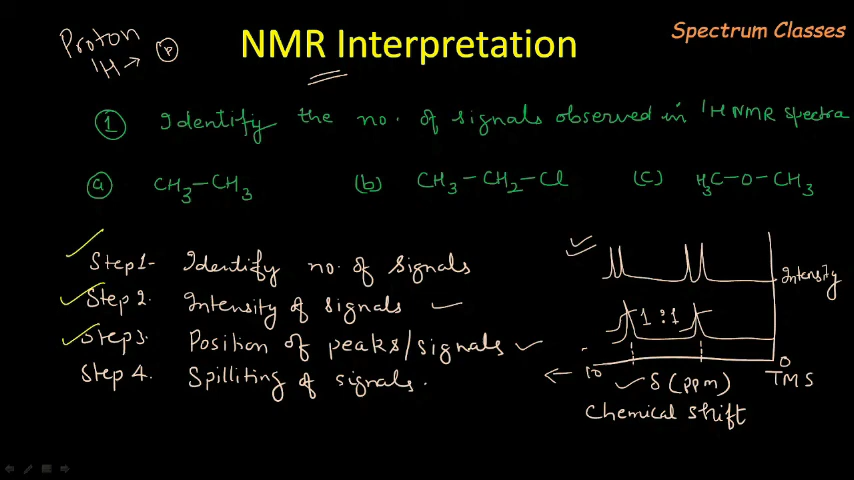 Spectrum Classes
Proton
¹H → P
NMR Interpretation
① Identify the no. of signals observed in ¹H NMR spectra
ⓐ CH₃–CH₃ (b) CH₃–CH₂–Cl (c) H₃C–O–CH₃
Step 1- Identify no. of signals
Step 2. Intensity of signals
Step 3. Position of peaks/signals
Step 4. Spilliting of signals.
Intensity
1 : 1
10 0
δ (ppm) TMS
Chemical shift